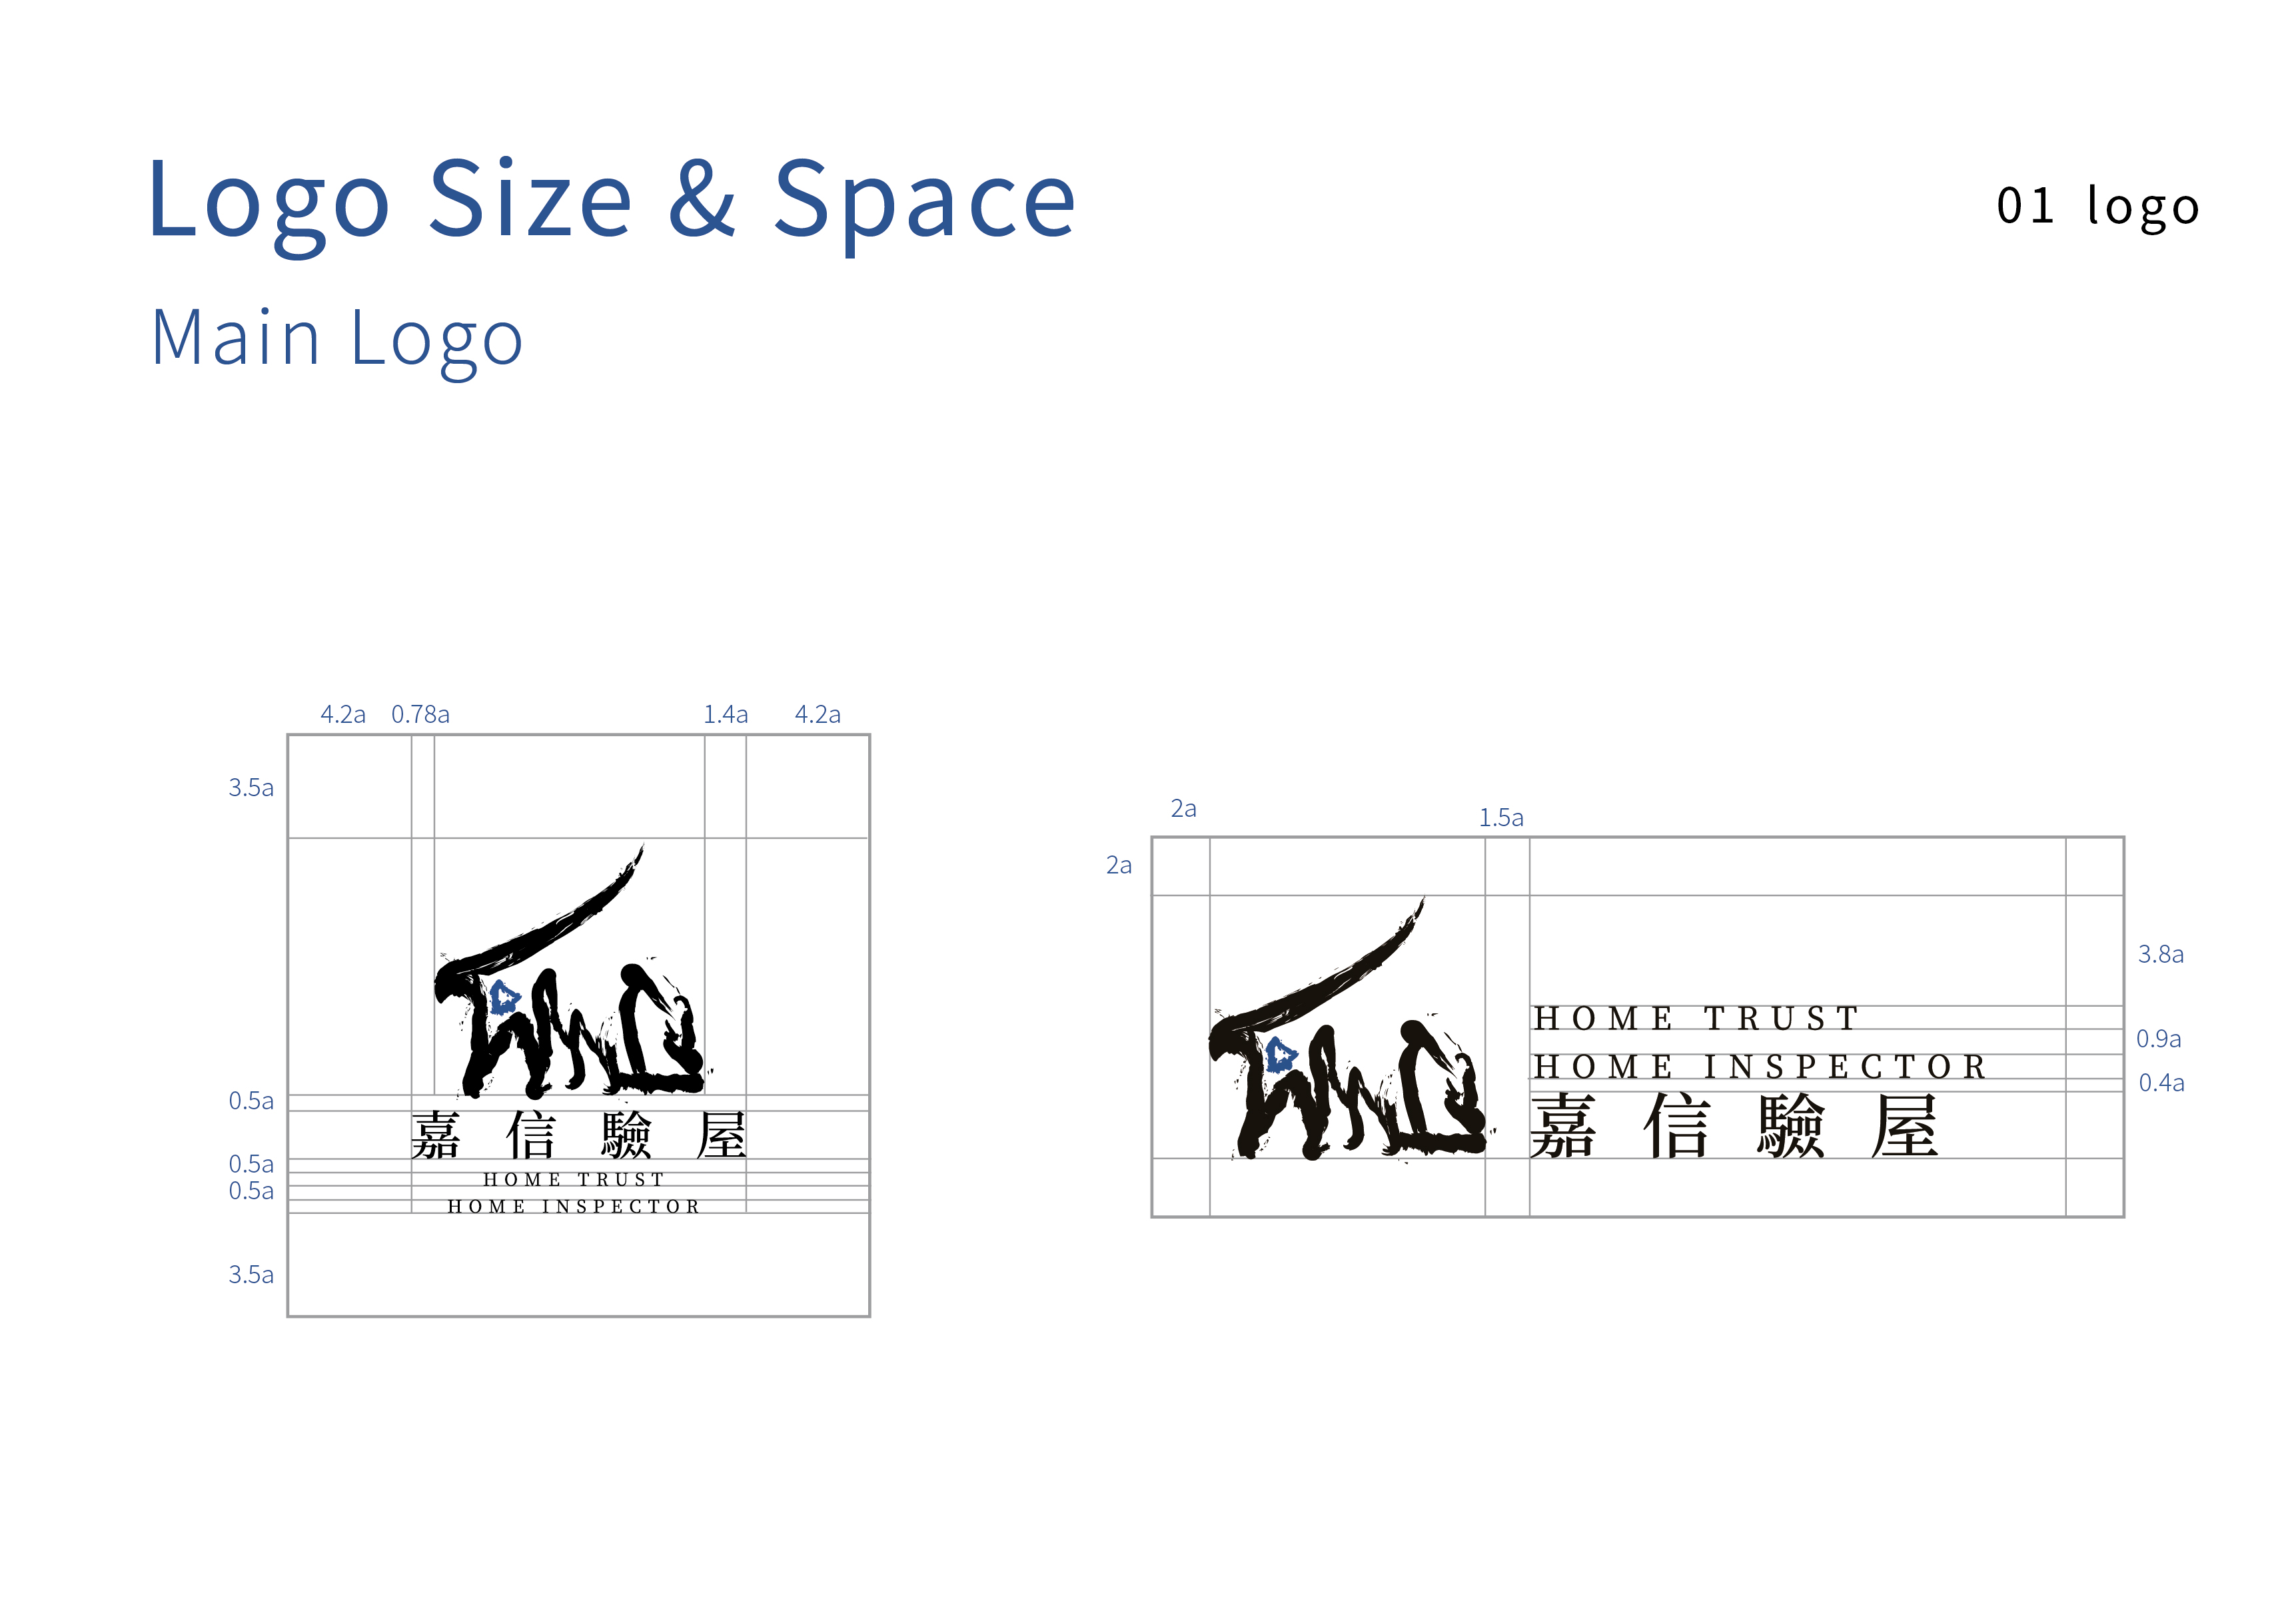 Logo Size & Space
01 logo
Main Logo
4.2a 0.78a 1.4a 4.2a
3.5a
0.5a
嘉信驗屋
0.5a
HOME TRUST
0.5a
HOME INSPECTOR
3.5a
2a
1.5a
2a
3.8a
HOME TRUST
0.9a
HOME INSPECTOR
0.4a
嘉信驗屋